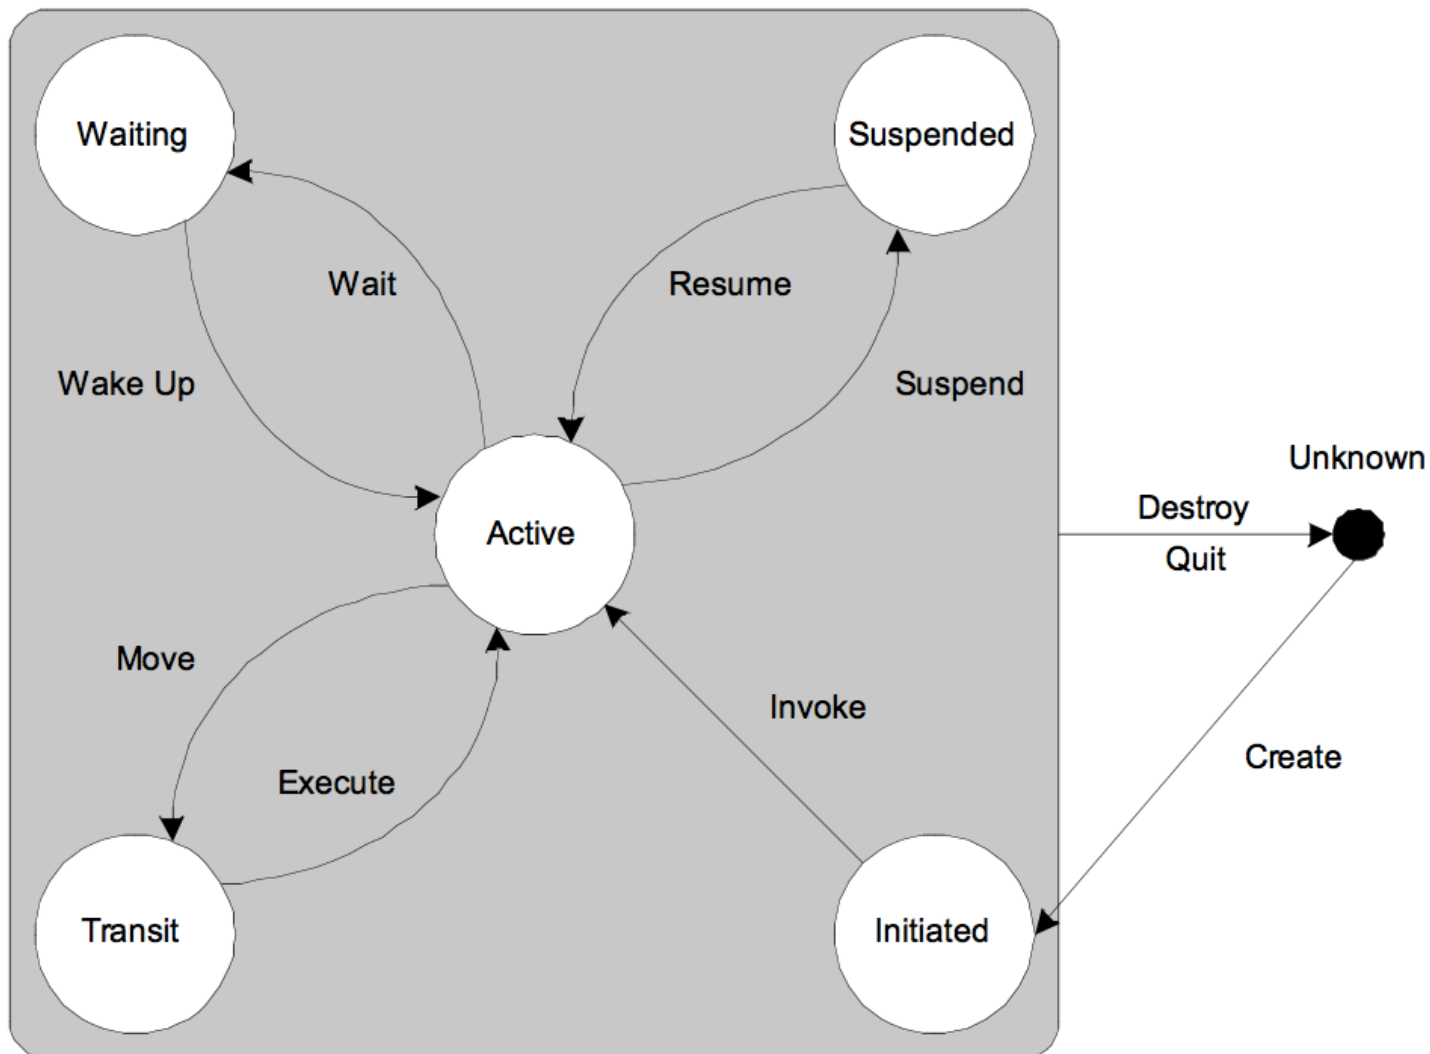 Waiting
Suspended
Wait
Resume
Wake Up
Suspend
Unknown
Destroy
Active
Quit
Move
Invoke
Create
Execute
Transit
Initiated